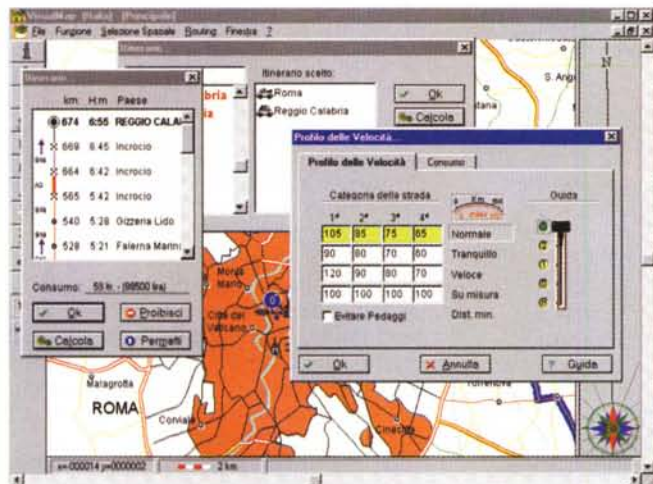 VisualMap [Italia] - [Principale]
File Funzione Selezione Spaziale Routing Finestra ?
Itinerario
Itinerario
km H:m Paese
674 6:55 REGGIO CALA
669 6:45 Incrocio
664 6:42 Incrocio
565 5:42 Incrocio
540 5:28 Gizzeria Lido
528 5:21 Falerna Marina
Consumo: 55 ltr. - (98500 lire)
Ok
Proibisci
Calcola
Permetti
Itinerario scelto:
Roma
Reggio Calabria
Ok
Calcola
Profilo delle Velocità...
Profilo delle Velocità
Consumo
Categoria della strada
Guida
1ª 2ª 3ª 4ª
105 85 75 65 Normale
90 80 70 60 Tranquillo
120 90 80 70 Veloce
100 100 100 100 Su misura
Evitare Pedaggi
Dist. min.
Ok
Annulla
Guida
N
S. Ang
Monte Mario
Città del Vaticano
Malagrotta
ROMA
Corviale
Cinecittà
x=-000014 y=0000002
2 km